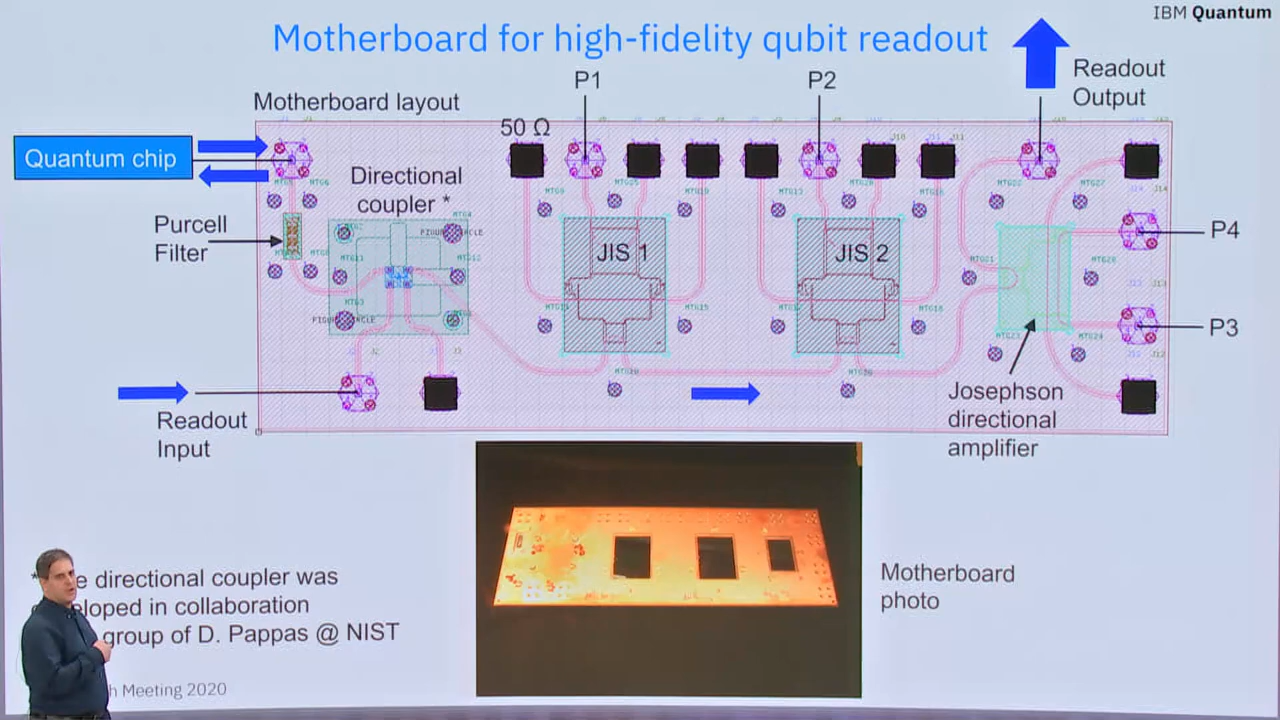 IBM Quantum
Motherboard for high-fidelity qubit readout
P1
P2
Readout
Output
Motherboard layout
50 Ω
Quantum chip
Directional
coupler *
Purcell
Filter
JIS 1
JIS 2
P4
P3
Josephson
directional
amplifier
Readout
Input
Motherboard
photo
directional coupler was
in collaboration
group of D. Pappas @ NIST
Meeting 2020